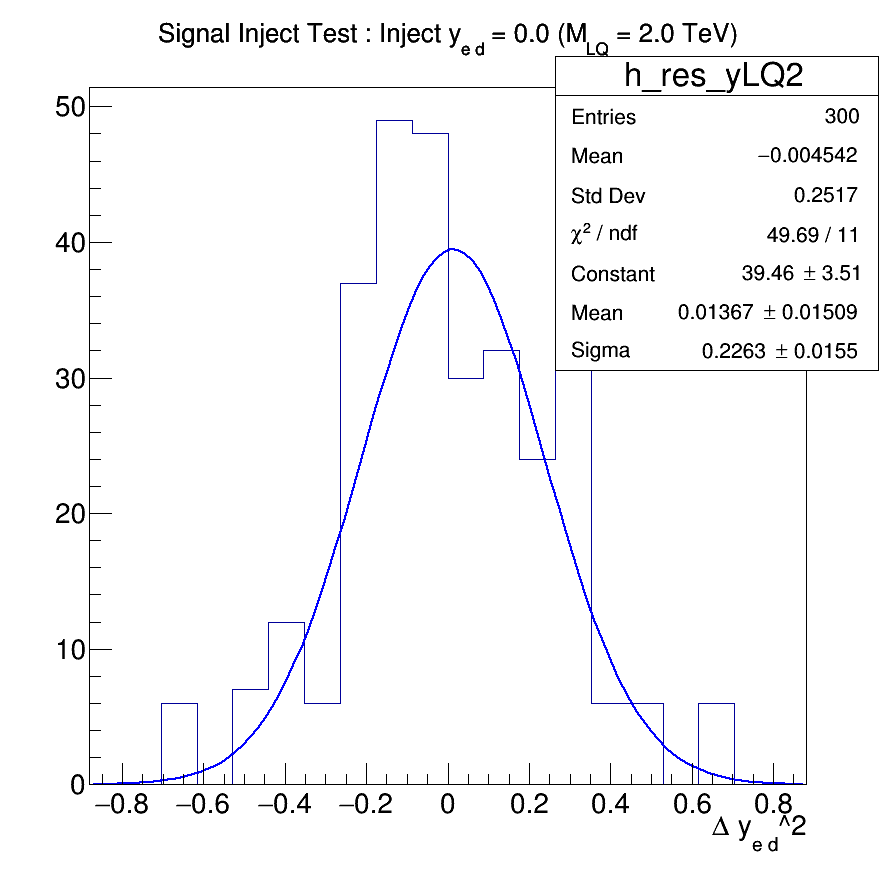 Signal Inject Test : Inject y_{e d} = 0.0 (M_{LQ} = 2.0 TeV)
h_res_yLQ2
Entries 300
Mean −0.004542
Std Dev 0.2517
χ² / ndf 49.69 / 11
Constant 39.46 ± 3.51
Mean 0.01367 ± 0.01509
Sigma 0.2263 ± 0.0155
50
40
30
20
10
0
−0.8 −0.6 −0.4 −0.2 0 0.2 0.4 0.6 0.8
Δ y_{e d}^2